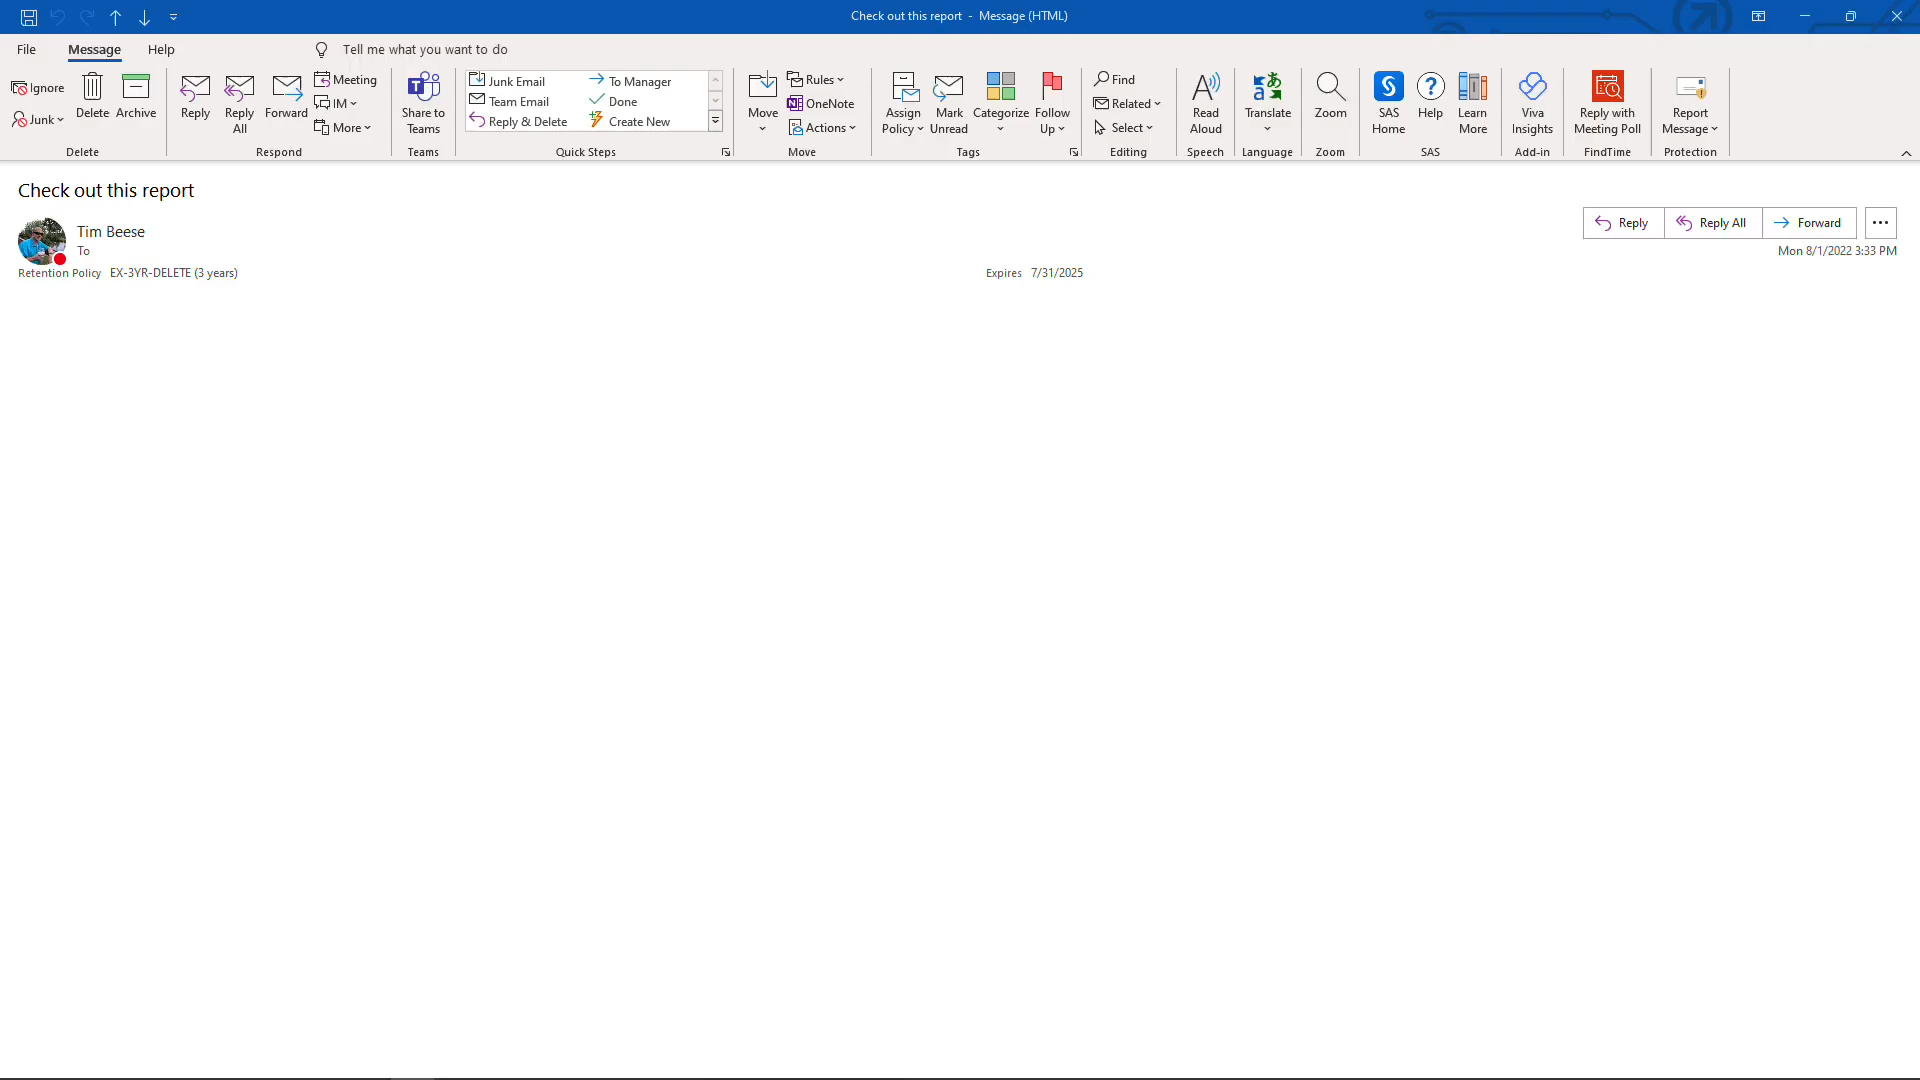 Check out this report - Message (HTML)
File Message Help Tell me what you want to do
Ignore
Junk
Delete
Archive
Delete
Reply
Reply All
Forward
Meeting
IM
More
Respond
Share to Teams
Teams
Junk Email To Manager
Team Email Done
Reply & Delete Create New
Quick Steps
Move
Rules
OneNote
Actions
Move
Assign Policy
Mark Unread
Categorize
Follow Up
Tags
Find
Related
Select
Editing
Read Aloud
Speech
Translate
Language
Zoom
Zoom
SAS Home
Help
Learn More
SAS
Viva Insights
Add-in
Reply with Meeting Poll
FindTime
Report Message
Protection
Check out this report
Tim Beese
To
Reply Reply All Forward
Mon 8/1/2022 3:33 PM
Retention Policy EX-3YR-DELETE (3 years) Expires 7/31/2025